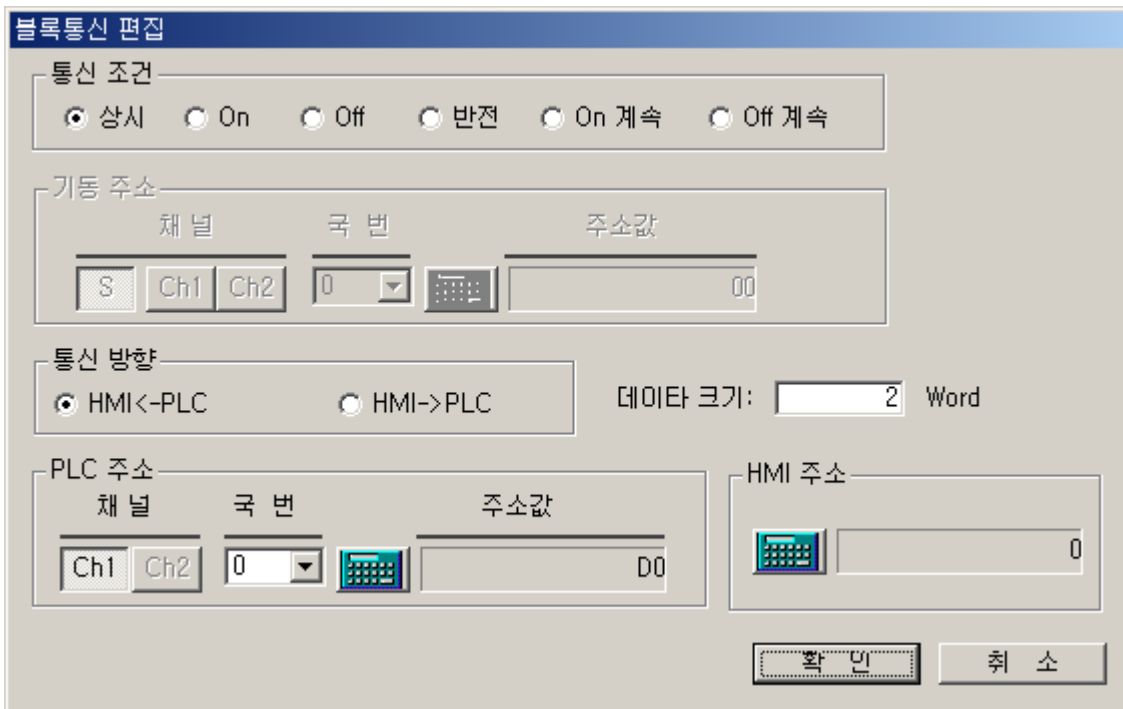 블록통신 편집
통신 조건
상시 On Off 반전 On 계속 Off 계속
기동 주소
채 널 국 번 주소값
S Ch1 Ch2 0 00
통신 방향
HMI<-PLC HMI->PLC 데이타 크기: 2 Word
PLC 주소 HMI 주소
채 널 국 번 주소값
Ch1 Ch2 0 D0 0
확 인 취 소